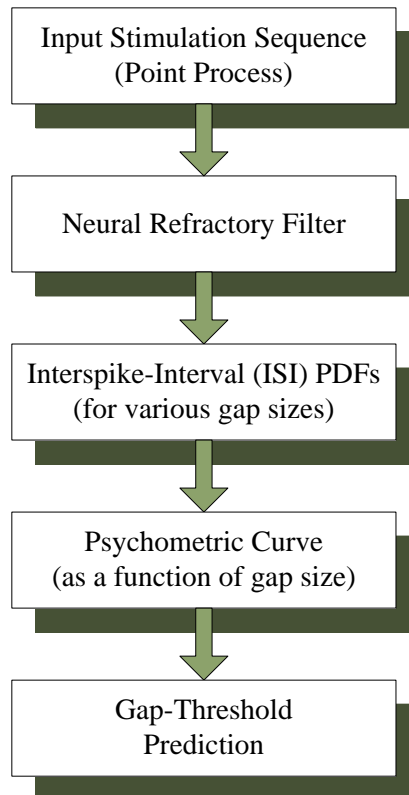 Input Stimulation Sequence
(Point Process)
Neural Refractory Filter
Interspike-Interval (ISI) PDFs
(for various gap sizes)
Psychometric Curve
(as a function of gap size)
Gap-Threshold
Prediction